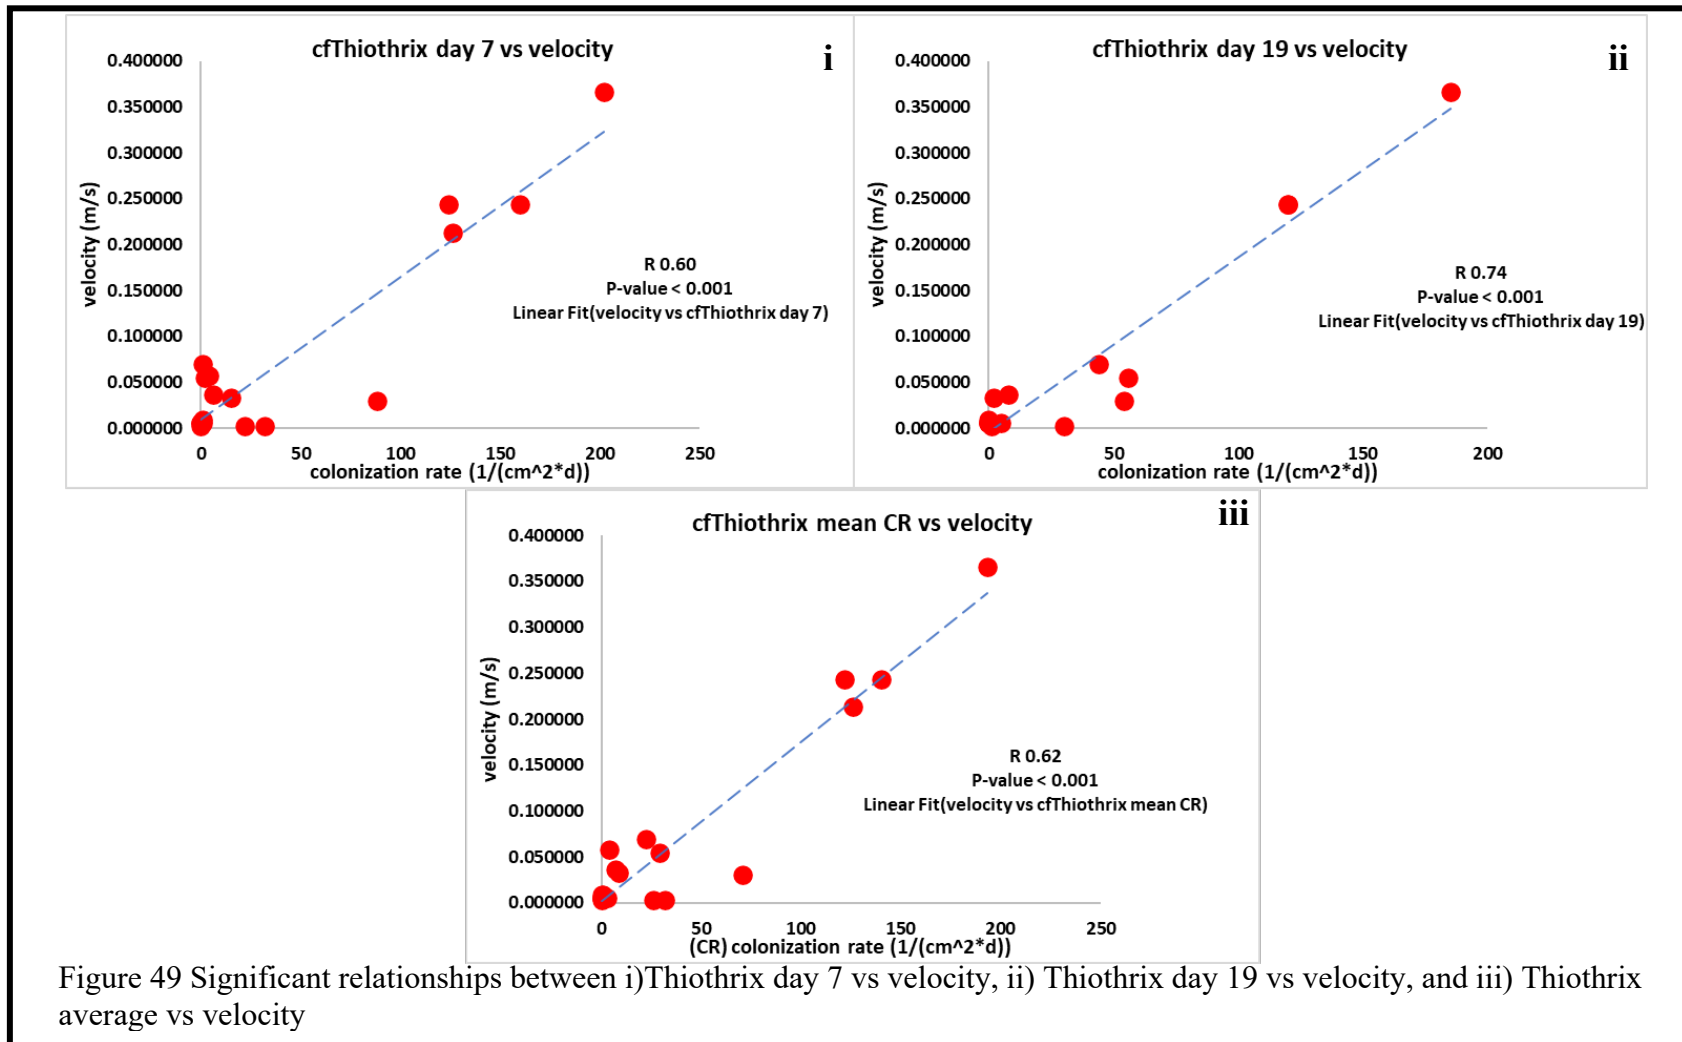 cfThiothrix day 7 vs velocity
i
0.400000
0.350000
0.300000
0.250000
0.200000
0.150000
0.100000
0.050000
0.000000
velocity (m/s)
R 0.60
P-value < 0.001
Linear Fit(velocity vs cfThiothrix day 7)
0 50 100 150 200 250
colonization rate (1/(cm^2*d))
cfThiothrix day 19 vs velocity
ii
0.400000
0.350000
0.300000
0.250000
0.200000
0.150000
0.100000
0.050000
0.000000
velocity (m/s)
R 0.74
P-value < 0.001
Linear Fit(velocity vs cfThiothrix day 19)
0 50 100 150 200
colonization rate (1/(cm^2*d))
cfThiothrix mean CR vs velocity
iii
0.400000
0.350000
0.300000
0.250000
0.200000
0.150000
0.100000
0.050000
0.000000
velocity (m/s)
R 0.62
P-value < 0.001
Linear Fit(velocity vs cfThiothrix mean CR)
0 50 100 150 200 250
(CR) colonization rate (1/(cm^2*d))
Figure 49 Significant relationships between i)Thiothrix day 7 vs velocity, ii) Thiothrix day 19 vs velocity, and iii) Thiothrix
average vs velocity